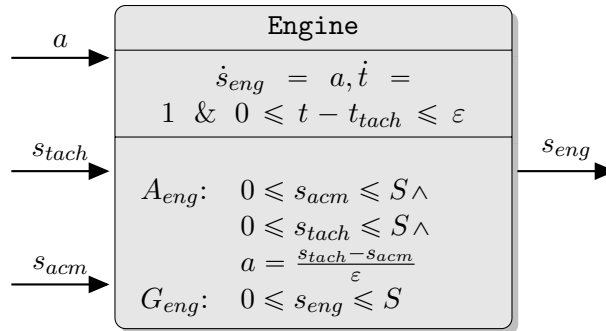 Engine
a
ṡ_eng = a, ṫ =
1 & 0 ⩽ t − t_tach ⩽ ε
s_tach
s_eng
A_eng: 0 ⩽ s_acm ⩽ S ∧
0 ⩽ s_tach ⩽ S ∧
s_acm
a = (s_tach − s_acm)/ε
G_eng: 0 ⩽ s_eng ⩽ S